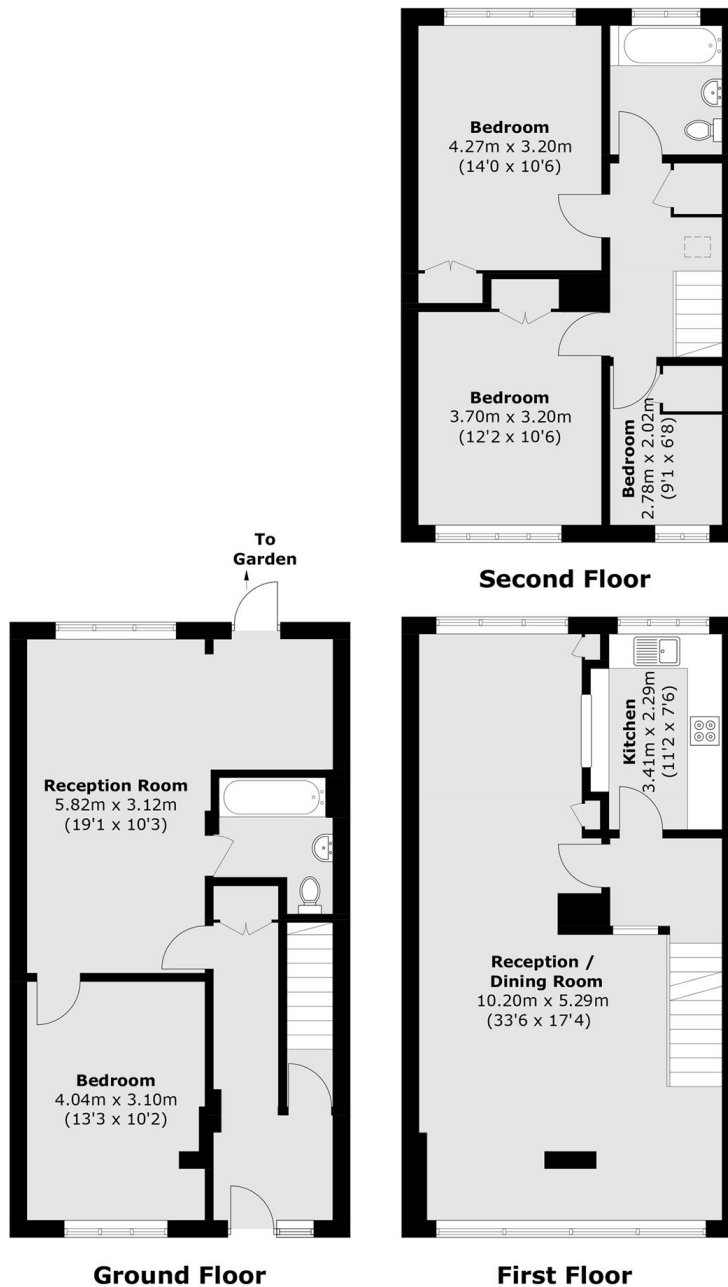 Bedroom
4.27m x 3.20m
(14'0 x 10'6)
Bedroom
3.70m x 3.20m
(12'2 x 10'6)
Bedroom
2.78m x 2.02m
(9'1 x 6'8)
Second Floor
To
Garden
Reception Room
5.82m x 3.12m
(19'1 x 10'3)
Bedroom
4.04m x 3.10m
(13'3 x 10'2)
Ground Floor
Kitchen
3.41m x 2.29m
(11'2 x 7'6)
Reception /
Dining Room
10.20m x 5.29m
(33'6 x 17'4)
First Floor